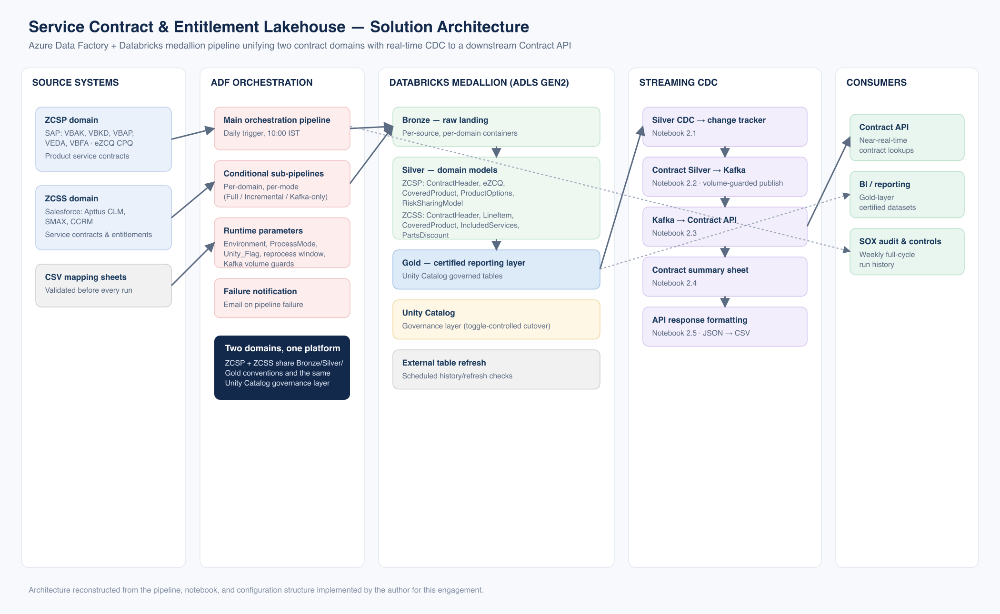 Service Contract & Entitlement Lakehouse — Solution Architecture
Azure Data Factory + Databricks medallion pipeline unifying two contract domains with real-time CDC to a downstream Contract API
SOURCE SYSTEMS
ZCSP domain
SAP: VBAK, VBKD, VBAP,
VEDA, VBFA · eZCQ CPQ
Product service contracts
ZCSS domain
Salesforce: Apttus CLM,
SMAX, CCRM
Service contracts & entitlements
CSV mapping sheets
Validated before every run
ADF ORCHESTRATION
Main orchestration pipeline
Daily trigger, 10:00 IST
Conditional sub-pipelines
Per-domain, per-mode
(Full / Incremental / Kafka-only)
Runtime parameters
Environment, ProcessMode,
Unity_Flag, reprocess window,
Kafka volume guards
Failure notification
Email on pipeline failure
Two domains, one platform
ZCSP + ZCSS share Bronze/Silver/
Gold conventions and the same
Unity Catalog governance layer
DATABRICKS MEDALLION (ADLS GEN2)
Bronze — raw landing
Per-source, per-domain containers
Silver — domain models
ZCSP: ContractHeader, eZCQ,
CoveredProduct, ProductOptions,
RiskSharingModel
ZCSS: ContractHeader, LineItem,
CoveredProduct, IncludedServices,
PartsDiscount
Gold — certified reporting layer
Unity Catalog governed tables
Unity Catalog
Governance layer (toggle-controlled cutover)
External table refresh
Scheduled history/refresh checks
STREAMING CDC
Silver CDC → change tracker
Notebook 2.1
Contract Silver → Kafka
Notebook 2.2 · volume-guarded publish
Kafka → Contract API
Notebook 2.3
Contract summary sheet
Notebook 2.4
API response formatting
Notebook 2.5 · JSON → CSV
CONSUMERS
Contract API
Near-real-time
contract lookups
BI / reporting
Gold-layer
certified datasets
SOX audit & controls
Weekly full-cycle
run history
Architecture reconstructed from the pipeline, notebook, and configuration structure implemented by the author for this engagement.